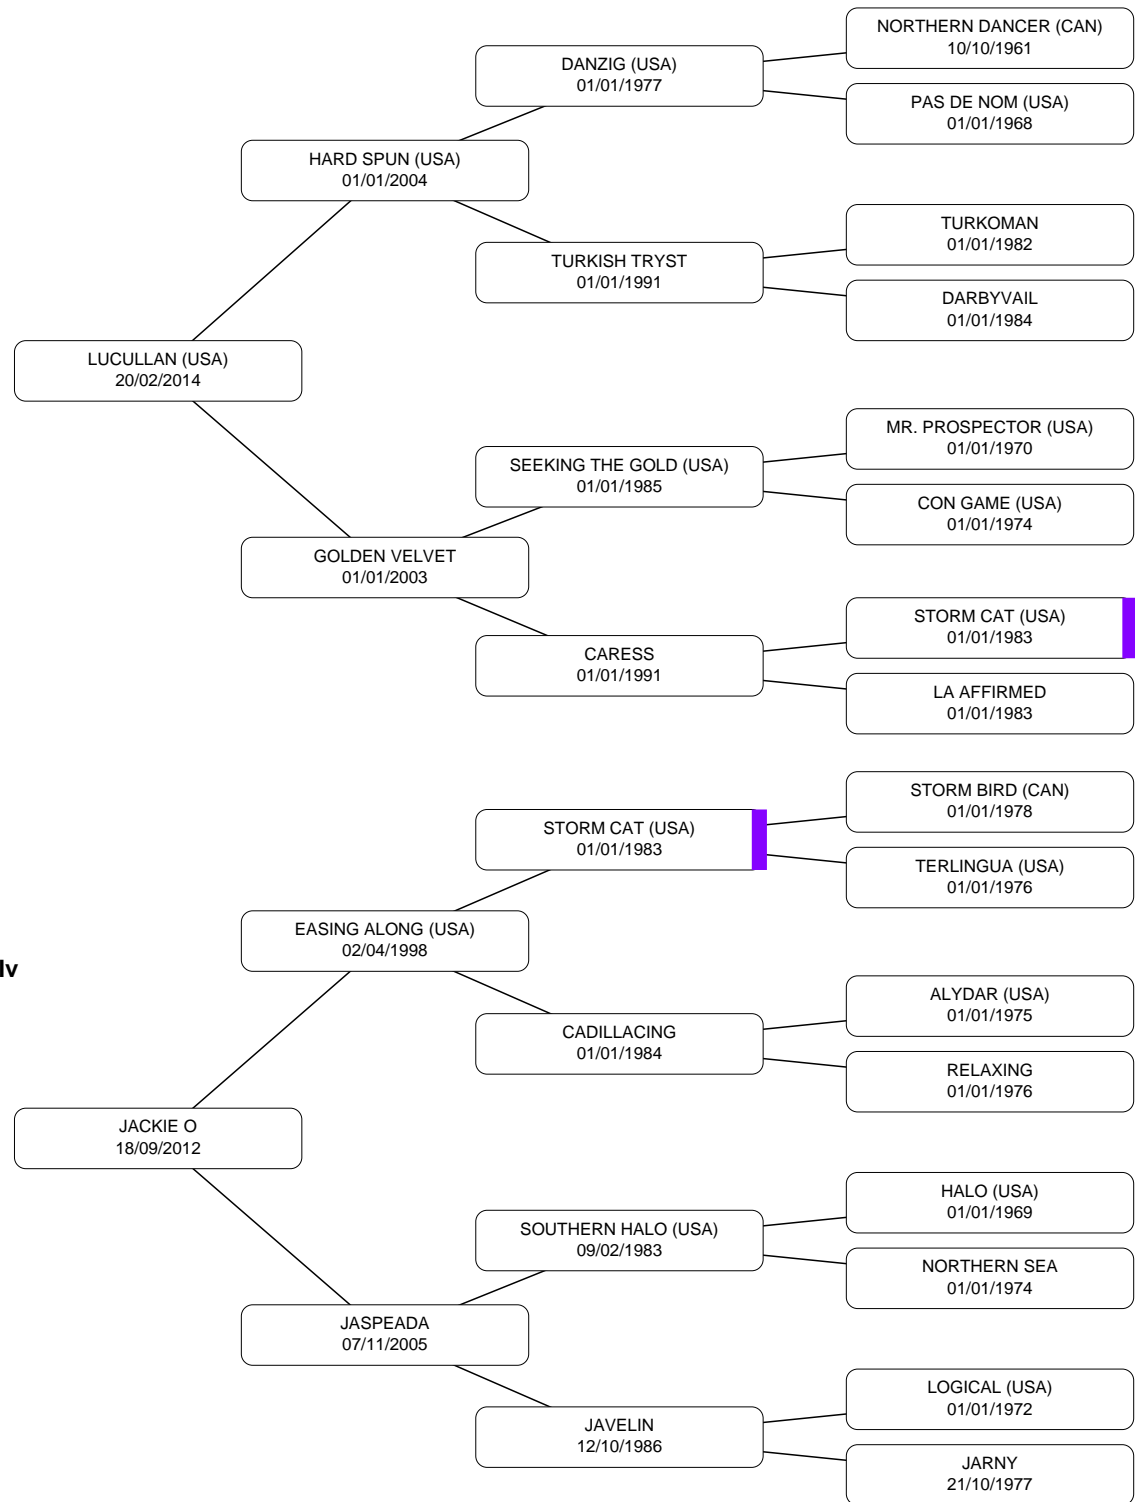 NORTHERN DANCER (CAN)
10/10/1961
DANZIG (USA)
01/01/1977
PAS DE NOM (USA)
01/01/1968
HARD SPUN (USA)
01/01/2004
TURKOMAN
01/01/1982
TURKISH TRYST
01/01/1991
DARBYVAIL
01/01/1984
LUCULLAN (USA)
20/02/2014
MR. PROSPECTOR (USA)
01/01/1970
SEEKING THE GOLD (USA)
01/01/1985
CON GAME (USA)
01/01/1974
GOLDEN VELVET
01/01/2003
STORM CAT (USA)
01/01/1983
CARESS
01/01/1991
LA AFFIRMED
01/01/1983
STORM BIRD (CAN)
01/01/1978
STORM CAT (USA)
01/01/1983
TERLINGUA (USA)
01/01/1976
EASING ALONG (USA)
02/04/1998
ALYDAR (USA)
01/01/1975
CADILLACING
01/01/1984
RELAXING
01/01/1976
JACKIE O
18/09/2012
HALO (USA)
01/01/1969
SOUTHERN HALO (USA)
09/02/1983
NORTHERN SEA
01/01/1974
JASPEADA
07/11/2005
LOGICAL (USA)
01/01/1972
JAVELIN
12/10/1986
JARNY
21/10/1977